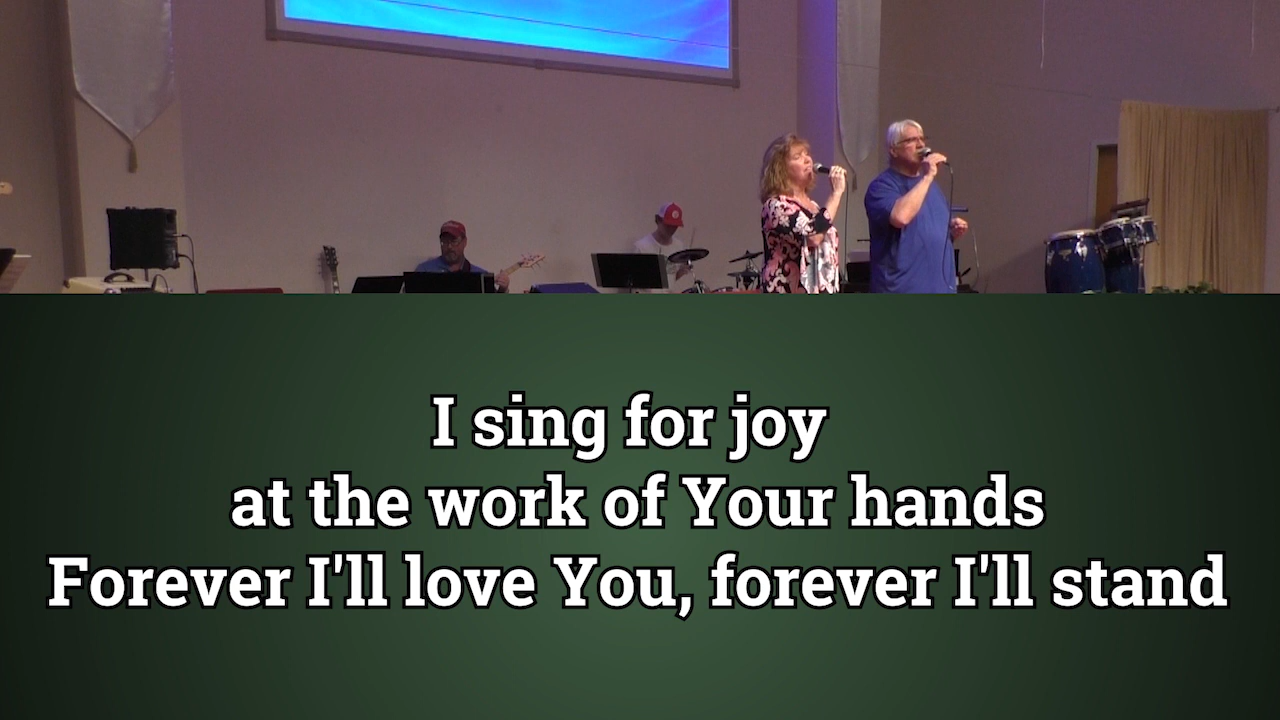 I sing for joy
at the work of Your hands
Forever I'll love You, forever I'll stand